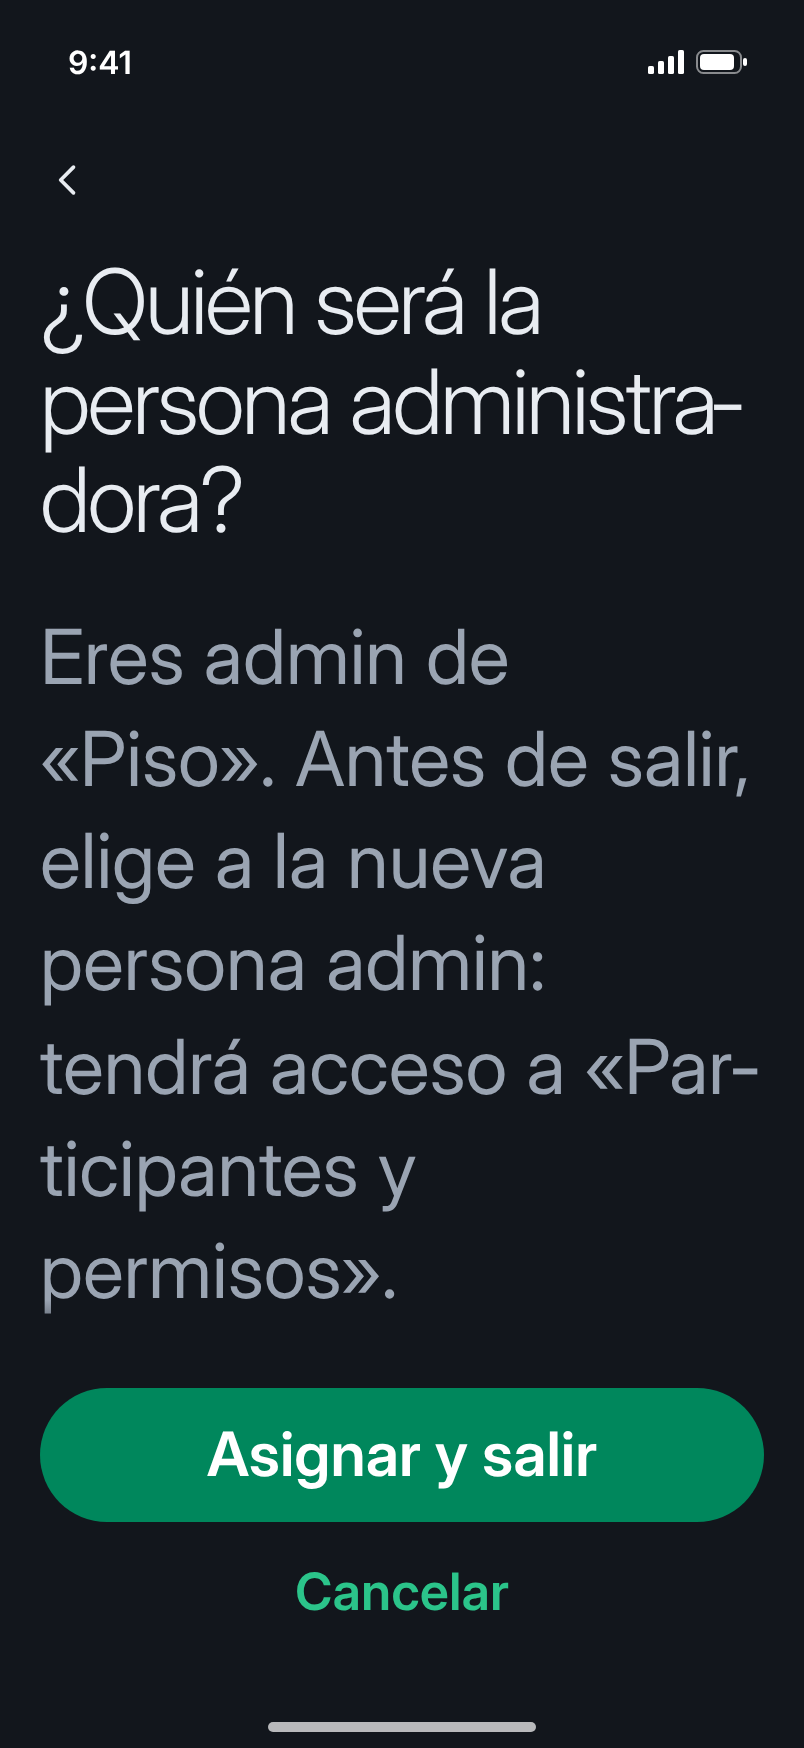 9:41
¿Quién será la
persona administra-
dora?
Eres admin de
«Piso». Antes de salir,
elige a la nueva
persona admin:
tendrá acceso a «Par-
ticipantes y
permisos».
Asignar y salir
Cancelar